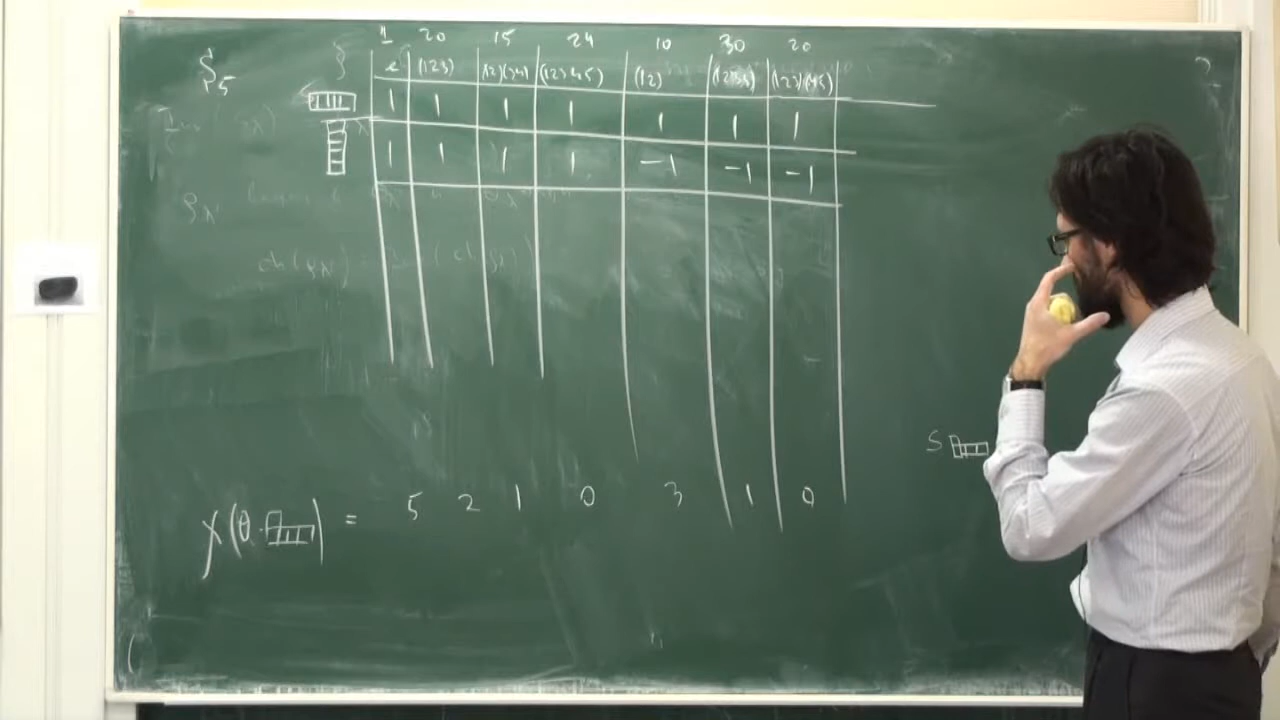 1 20 15 24 10 30 20
S₅ e (123) (12)(34) (12345) (12) (1234) (123)(45)
1 1 1 1 1 1 1
1 1 1 1 -1 -1 -1
ch(
S
χ(θ· ) = 5 2 1 0 3 1 0